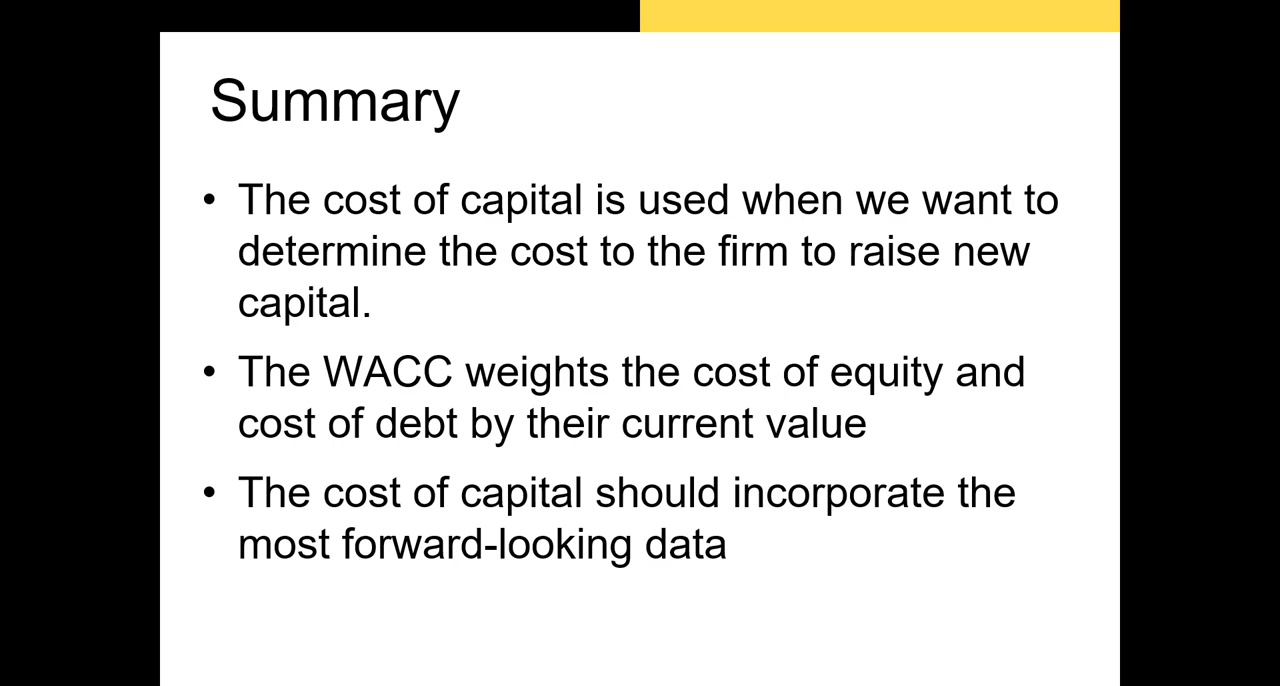 Summary
• The cost of capital is used when we want to
determine the cost to the firm to raise new
capital.
• The WACC weights the cost of equity and
cost of debt by their current value
• The cost of capital should incorporate the
most forward-looking data